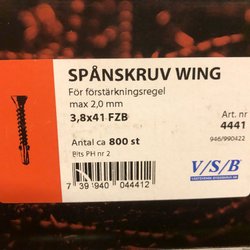 SPÅNSKRUV WING
För förstärkningsregel
max 2,0 mm
3,8x41 FZB
Art. nr
4441
946/990422
Antal ca 800 st
Bits PH nr 2
V/S/B
7 391940 044412